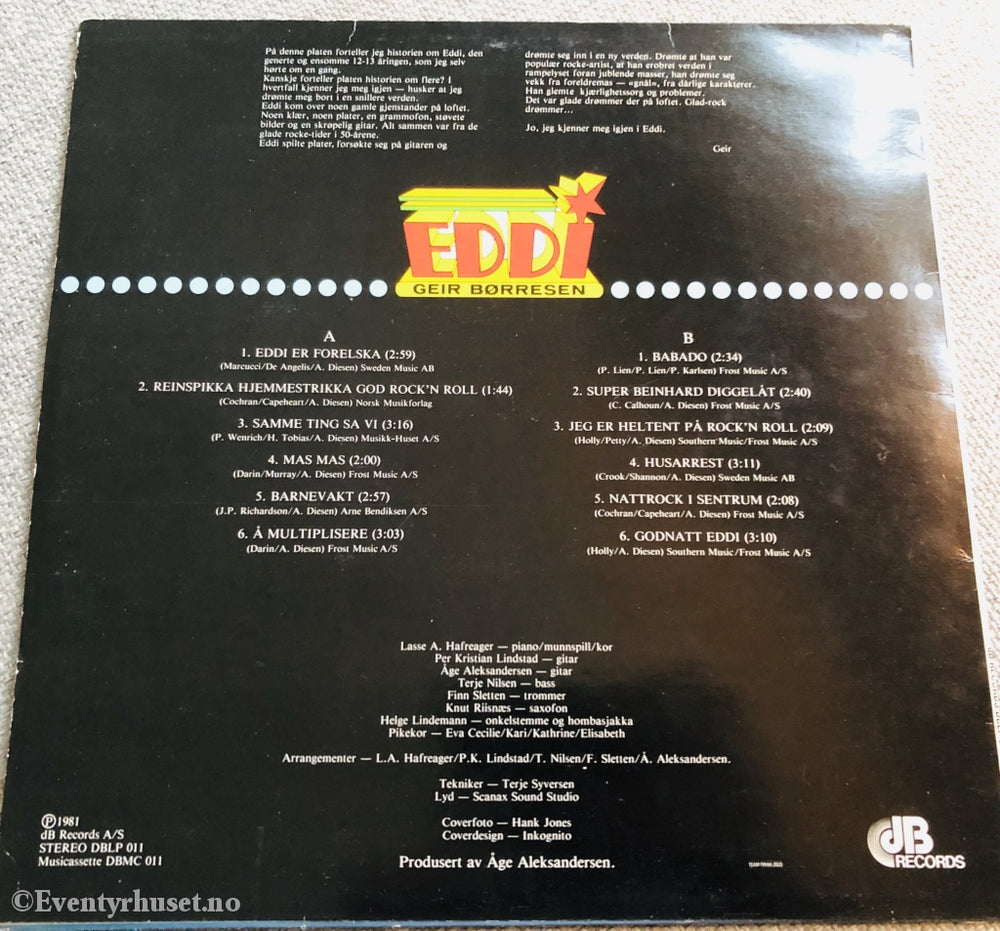 På denne platen forteller jeg historien om Eddi, den
generte og ensomme 12-13 åringen, som jeg selv
hørte om en gang.
Kanskje forteller platen historien om flere? I
hvertfall kjenner jeg meg igjen — husker at jeg
drømte meg bort i en snillere verden.
Eddi kom over noen gamle gjenstander på loftet.
Noen klær, noen plater, en grammofon, støvete
bilder og en skrøpelig gitar. Alt sammen var fra de
glade rocke-tider i 50-årene.
Eddi spilte plater, forsøkte seg på gitaren og
drømte seg inn i en ny verden. Drømte at han var
populær rocke-artist, at han erobret verden i
rampelyset foran jublende masser, han drømte seg
vekk fra foreldremas — «gnål», fra dårlige karakterer.
Han glemte kjærlighetssorg og problemer.
Det var glade drømmer der på loftet. Glad-rock
drømmer...
Jo, jeg kjenner meg igjen i Eddi.
Geir
EDDI
GEIR BØRRESEN
A
1. EDDI ER FORELSKA (2:59)
(Marcucci/De Angelis/A. Diesen) Sweden Music AB
2. REINSPIKKA HJEMMESTRIKKA GOD ROCK'N ROLL (1:44)
(Cochran/Capeheart/A. Diesen) Norsk Musikforlag
3. SAMME TING SA VI (3:16)
(P. Wenrich/H. Tobias/A. Diesen) Musikk-Huset A/S
4. MAS MAS (2:00)
(Darin/Murray/A. Diesen) Frost Music A/S
5. BARNEVAKT (2:57)
(J.P. Richardson/A. Diesen) Arne Bendiksen A/S
6. Å MULTIPLISERE (3:03)
(Darin/A. Diesen) Frost Music A/S
B
1. BABADO (2:34)
(P. Lien/P. Lien/P. Karlsen) Frost Music A/S
2. SUPER BEINHARD DIGGELÅT (2:40)
(C. Calhoun/A. Diesen) Frost Music A/S
3. JEG ER HELTENT PÅ ROCK'N ROLL (2:09)
(Holly/Petty/A. Diesen) Southern Music/Frost Music A/S
4. HUSARREST (3:11)
(Crook/Shannon/A. Diesen) Sweden Music AB
5. NATTROCK I SENTRUM (2:08)
(Cochran/Capeheart/A. Diesen) Frost Music A/S
6. GODNATT EDDI (3:10)
(Holly/A. Diesen) Southern Music/Frost Music A/S
Lasse A. Hafreager — piano/munnspill/kor
Per Kristian Lindstad — gitar
Åge Aleksandersen — gitar
Terje Nilsen — bass
Finn Sletten — trommer
Knut Riisnæs — saxofon
Helge Lindemann — onkelstemme og hombasjakka
Pikekor — Eva Cecilie/Kari/Kathrine/Elisabeth
Arrangementer — L.A. Hafreager/P.K. Lindstad/T. Nilsen/F. Sletten/Å. Aleksandersen.
Tekniker — Terje Syversen
Lyd — Scanax Sound Studio
Coverfoto — Hank Jones
Coverdesign — Inkognito
Produsert av Åge Aleksandersen.
Ⓟ1981
dB Records A/S
STEREO DBLP 011
Musicassette DBMC 011
dB
RECORDS
©Eventyrhuset.no